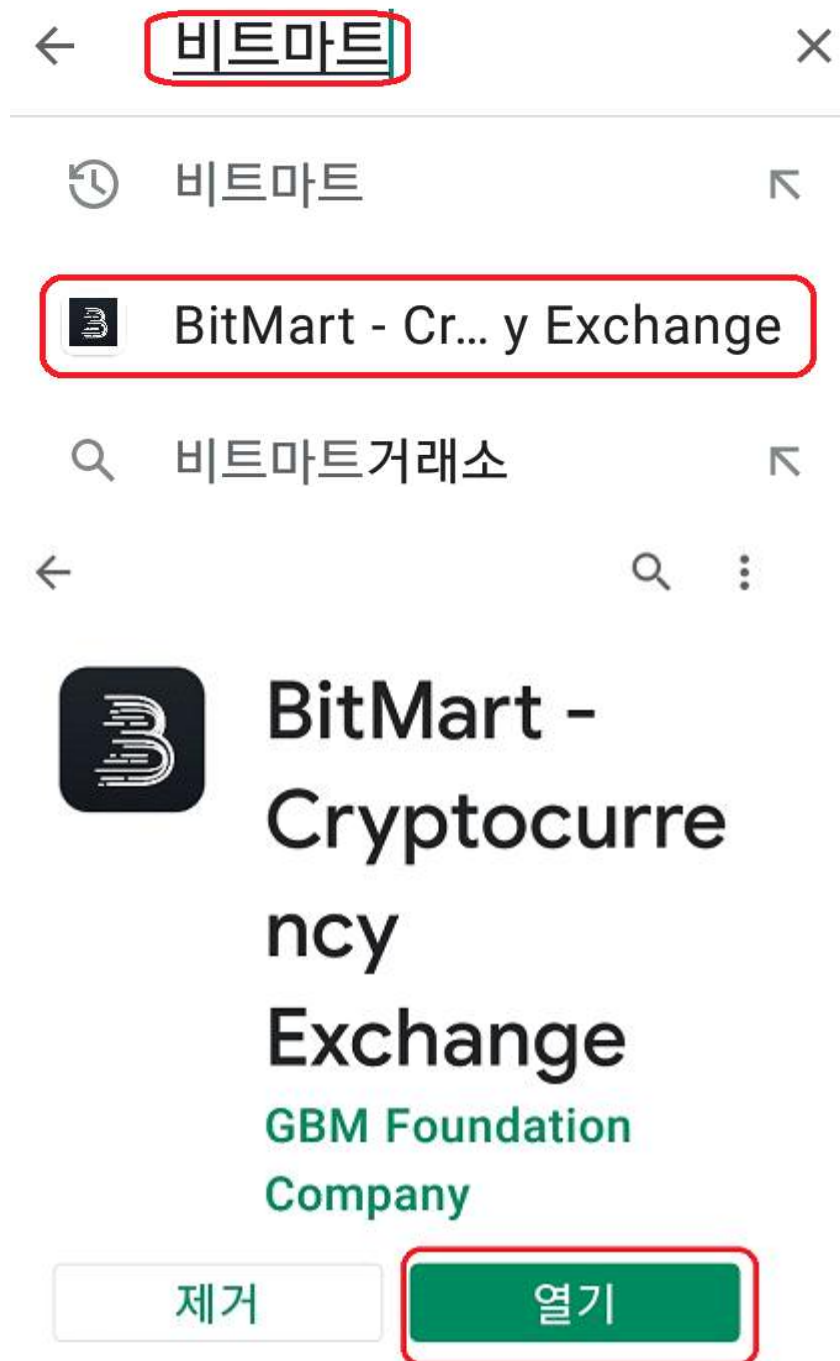 비트마트
비트마트
BitMart - Cr... y Exchange
비트마트거래소
BitMart -
Cryptocurre
ncy
Exchange
GBM Foundation
Company
제거
열기